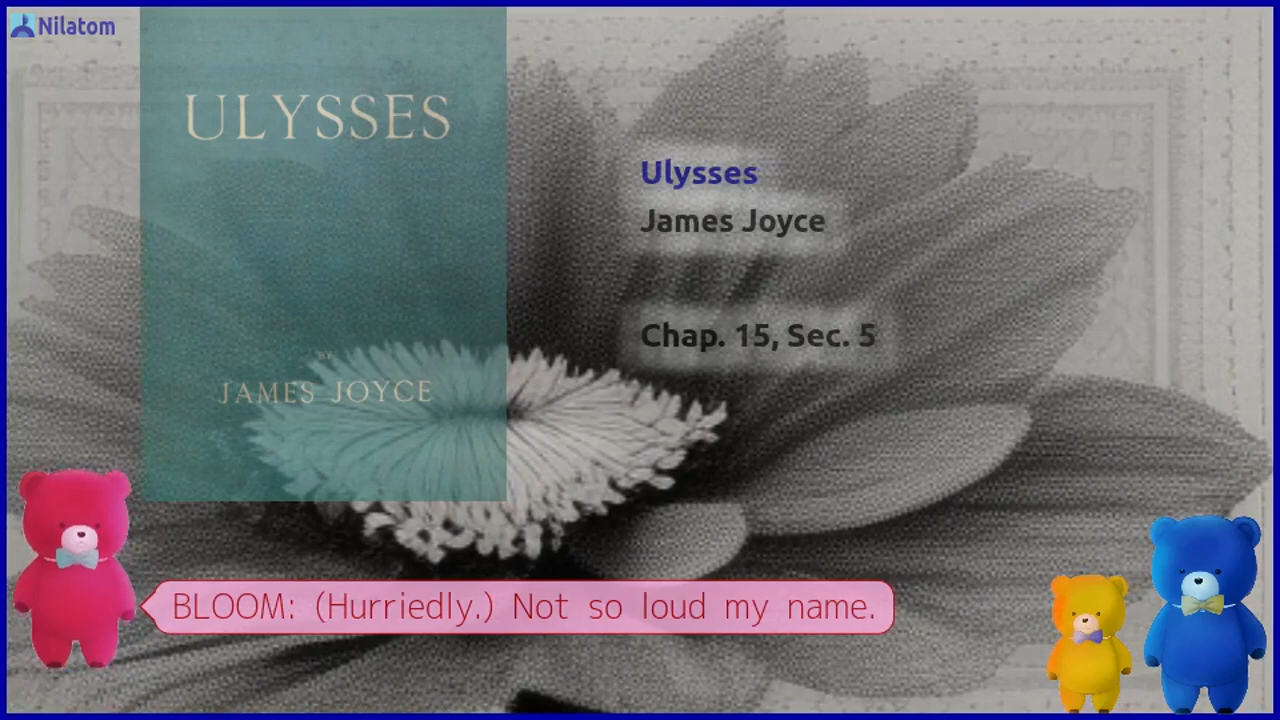 Nilatom
ULYSSES
BY
JAMES JOYCE
Ulysses
James Joyce
Chap. 15, Sec. 5
BLOOM: (Hurriedly.) Not so loud my name.